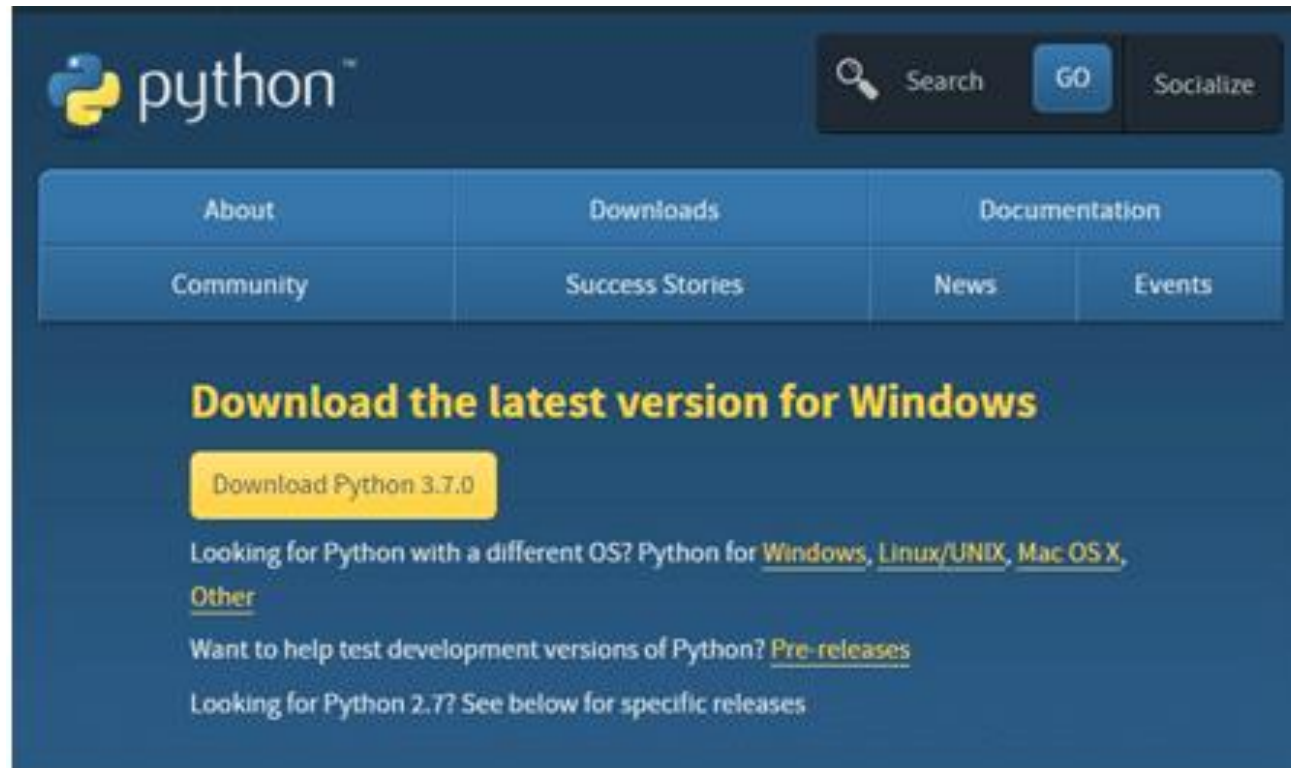 python™
Search GO Socialize
About Downloads Documentation
Community Success Stories News Events
Download the latest version for Windows
Download Python 3.7.0
Looking for Python with a different OS? Python for Windows, Linux/UNIX, Mac OS X,
Other
Want to help test development versions of Python? Pre-releases
Looking for Python 2.7? See below for specific releases